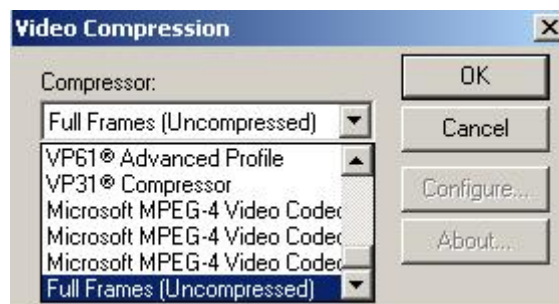 Video Compression
Compressor:
Full Frames (Uncompressed)
VP61® Advanced Profile
VP31® Compressor
Microsoft MPEG-4 Video Codec
Microsoft MPEG-4 Video Codec
Microsoft MPEG-4 Video Codec
Full Frames (Uncompressed)
OK
Cancel
Configure...
About...